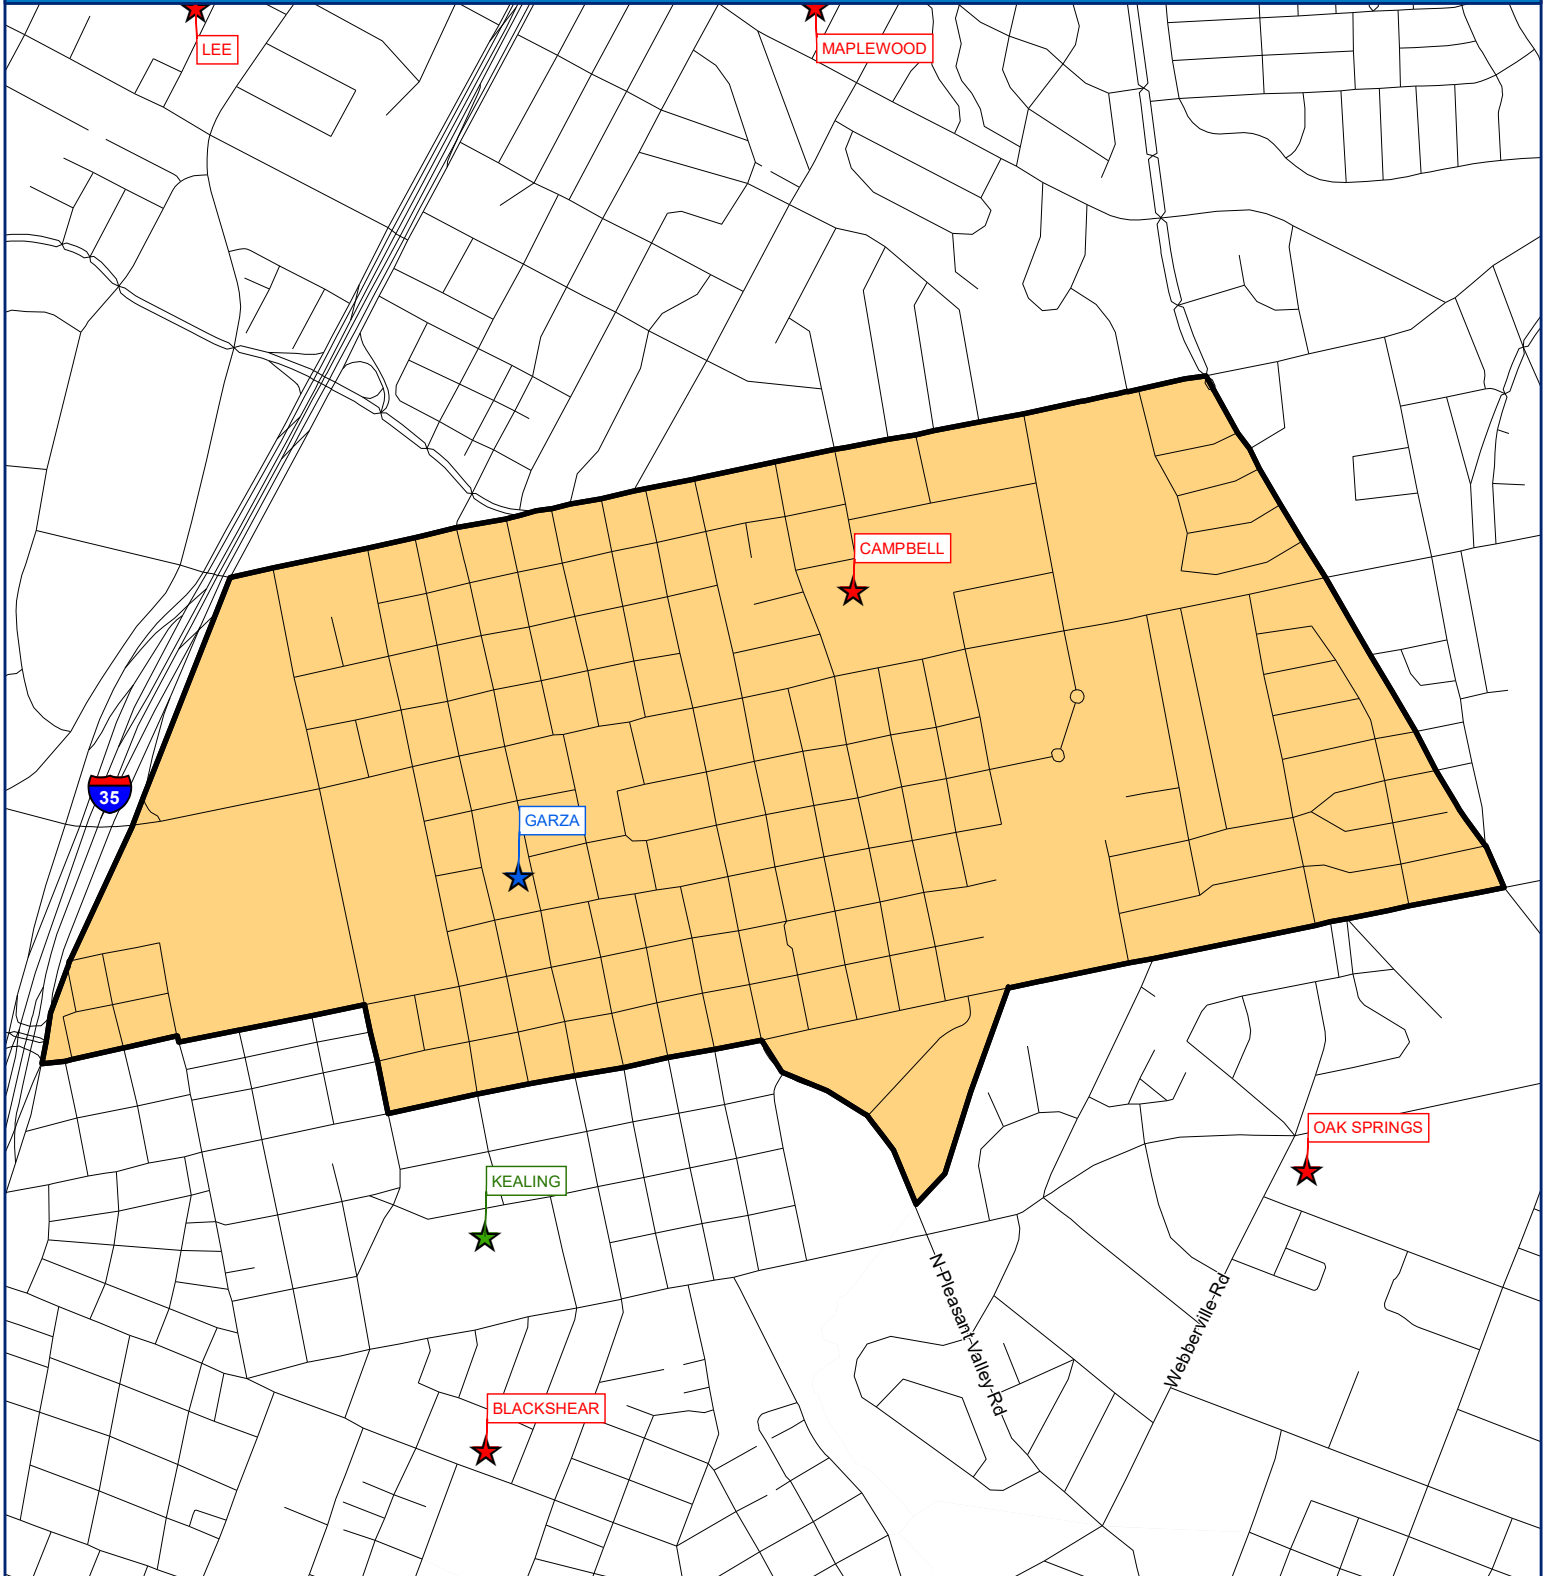 LEE
MAPLEWOOD
CAMPBELL
35
GARZA
OAK SPRINGS
KEALING
N-Pleasant-Valley-Rd
Webberville-Rd
BLACKSHEAR